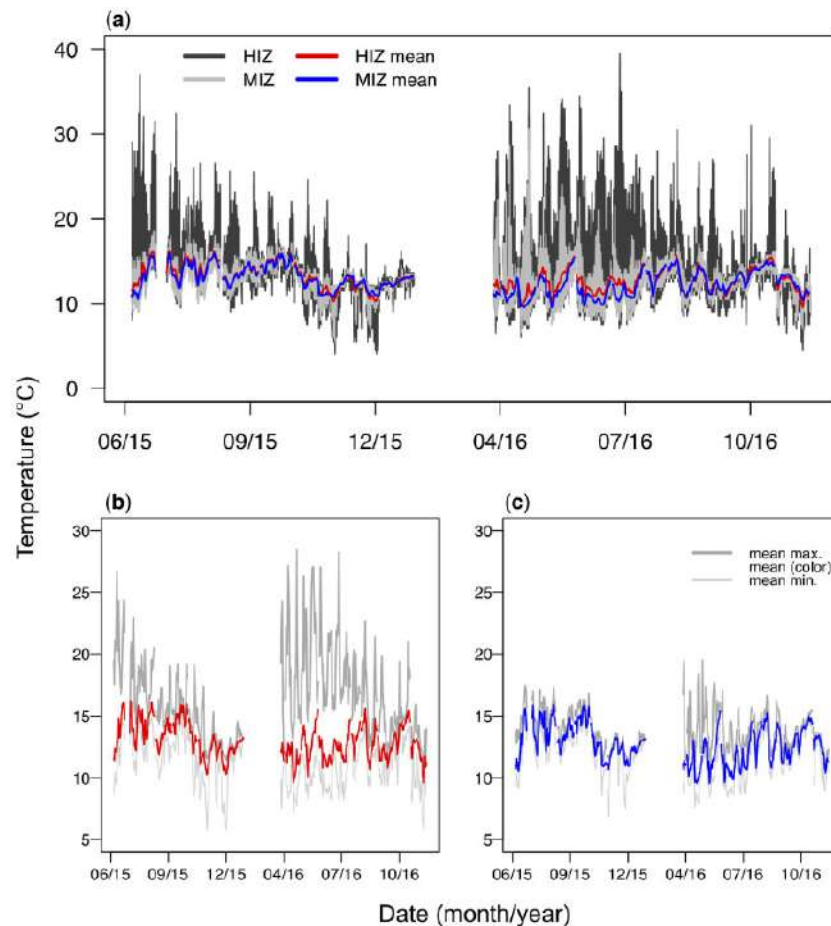 (a)
HIZ HIZ mean
MIZ MIZ mean
40
30
20
10
0
06/15 09/15 12/15 04/16 07/16 10/16
Temperature (°C)
(b)
30
25
20
15
10
5
06/15 09/15 12/15 04/16 07/16 10/16
(c)
mean max.
mean (color)
mean min.
30
25
20
15
10
5
06/15 09/15 12/15 04/16 07/16 10/16
Date (month/year)